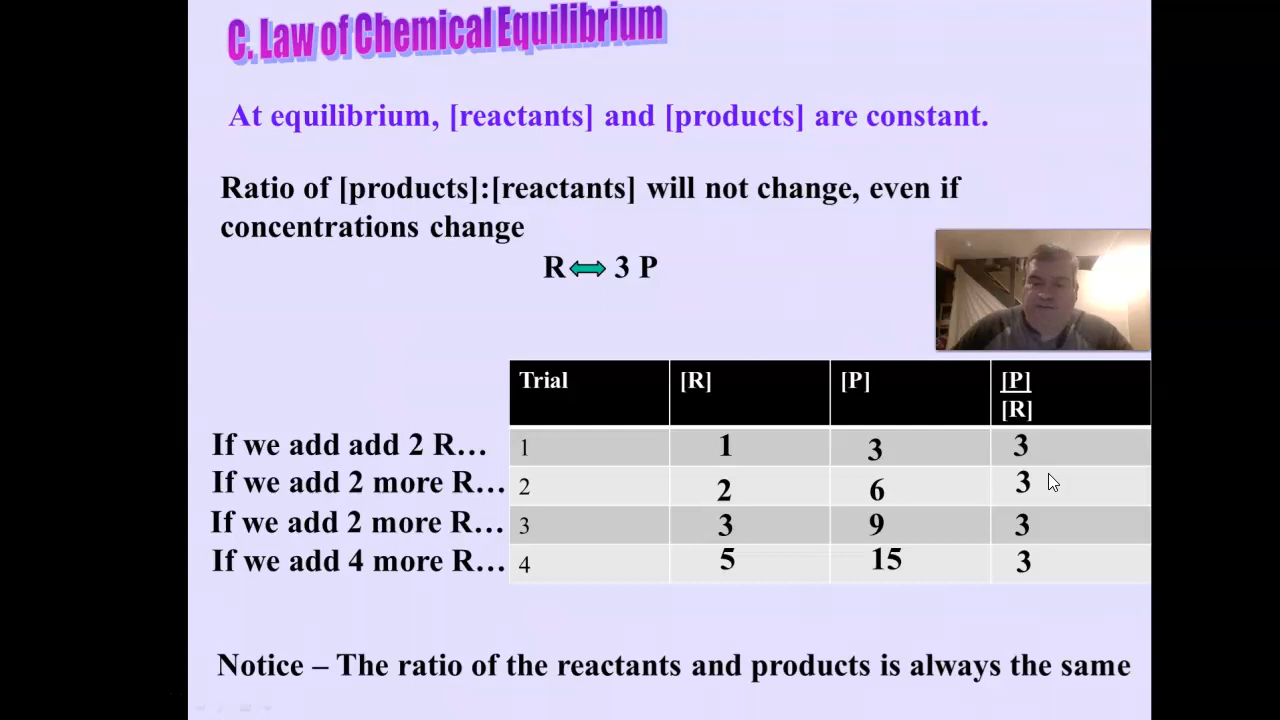 C. Law of Chemical Equilibrium
At equilibrium, [reactants] and [products] are constant.
Ratio of [products]:[reactants] will not change, even if
concentrations change
R ⟺ 3 P
Trial [R] [P] [P]
[R]
If we add add 2 R… 1 1 3 3
If we add 2 more R… 2 2 6 3
If we add 2 more R… 3 3 9 3
If we add 4 more R… 4 5 15 3
Notice – The ratio of the reactants and products is always the same